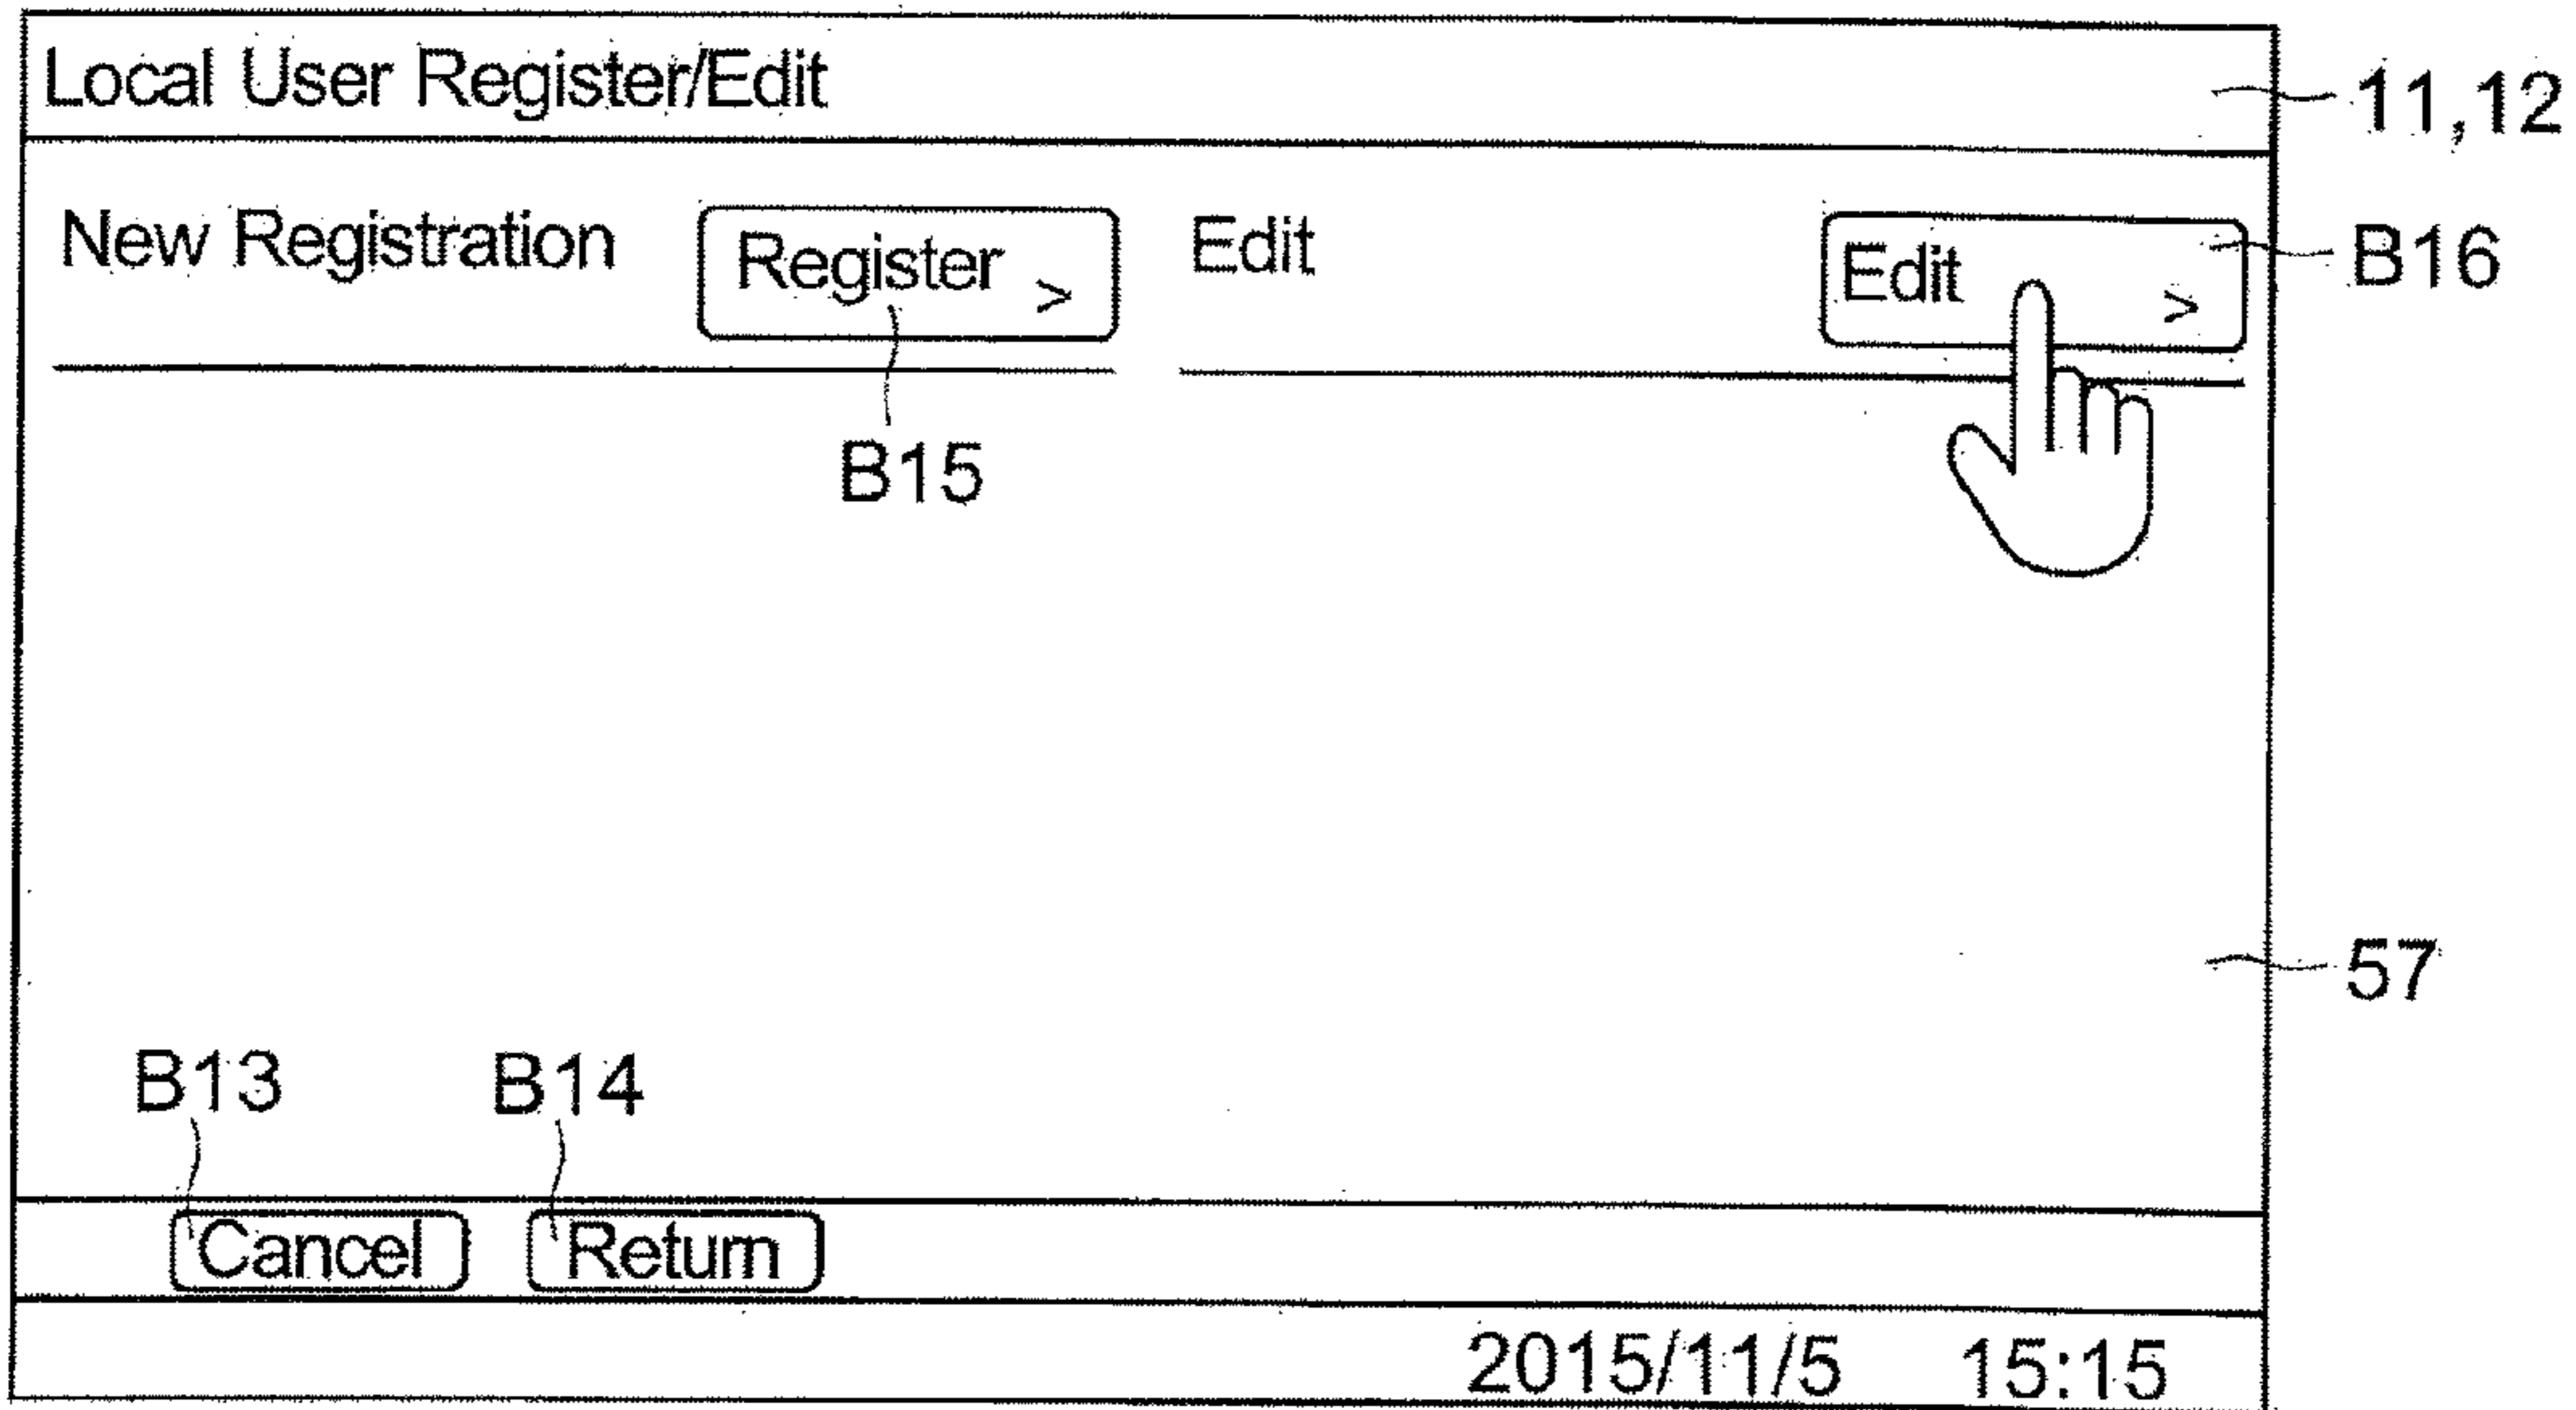 Local User Register/Edit
11,12
New Registration
Register >
Edit
Edit >
B16
B15
57
B13
B14
Cancel
Return
2015/11/5 15:15